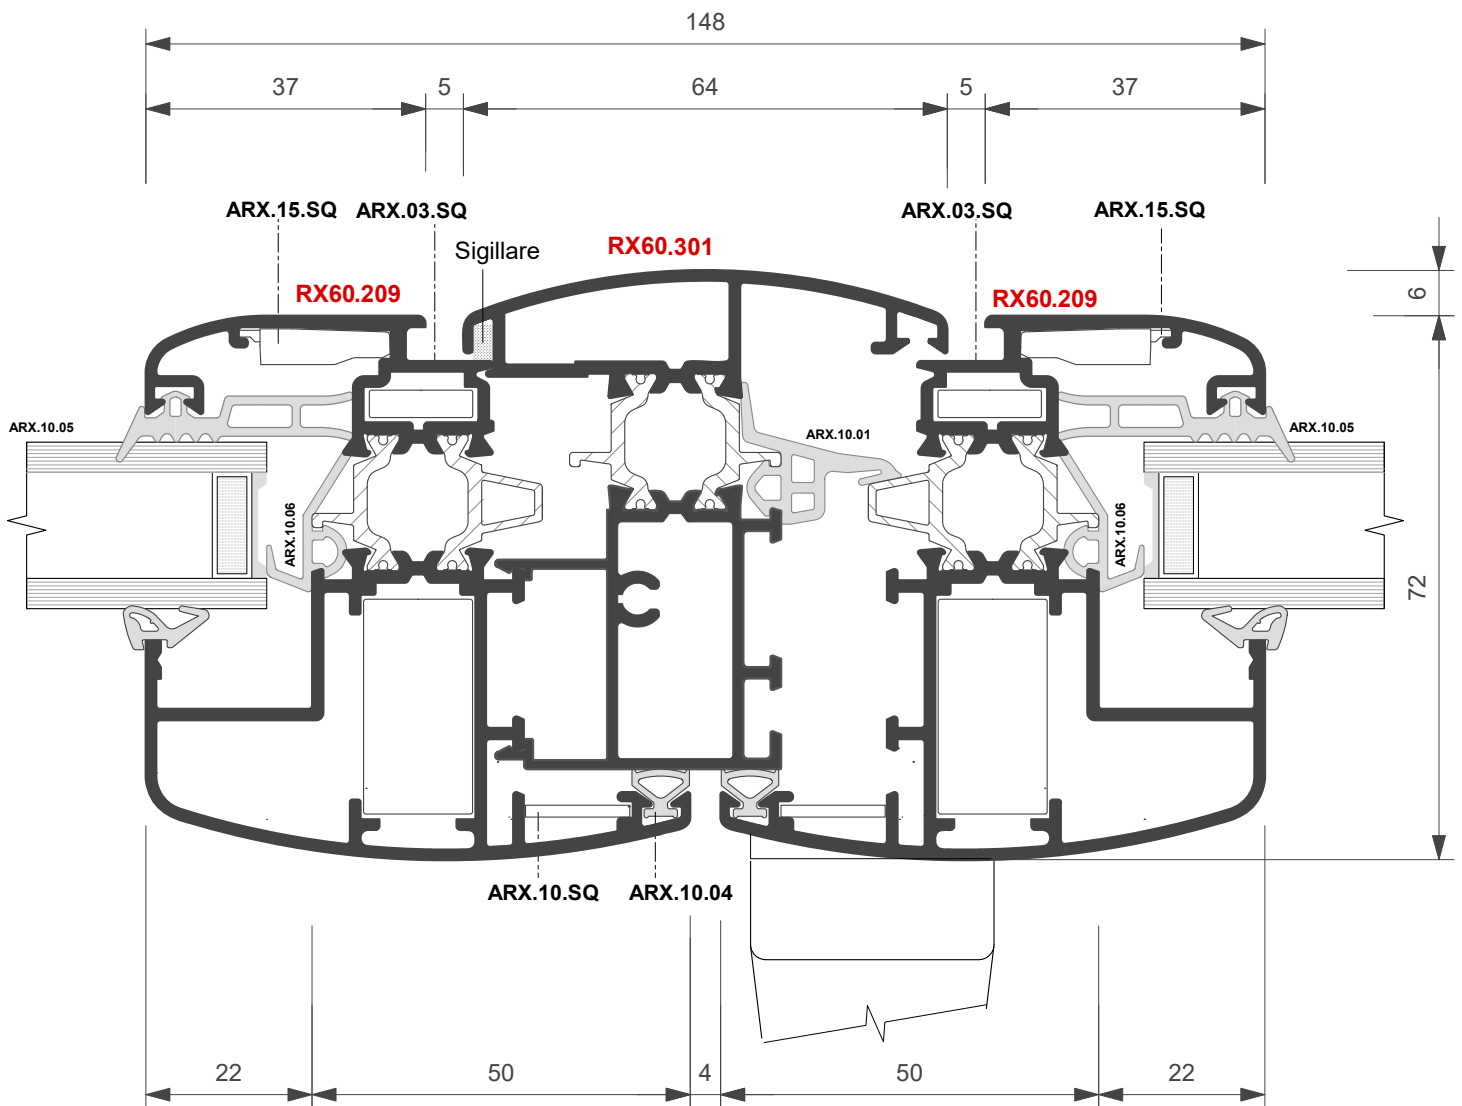 148
37 5 64 5 37
ARX.15.SQ ARX.03.SQ ARX.03.SQ ARX.15.SQ
Sigillare RX60.301
RX60.209 RX60.209
6
ARX.10.05 ARX.10.01 ARX.10.05
ARX.10.06 ARX.10.06
72
ARX.10.SQ ARX.10.04
22 50 4 50 22